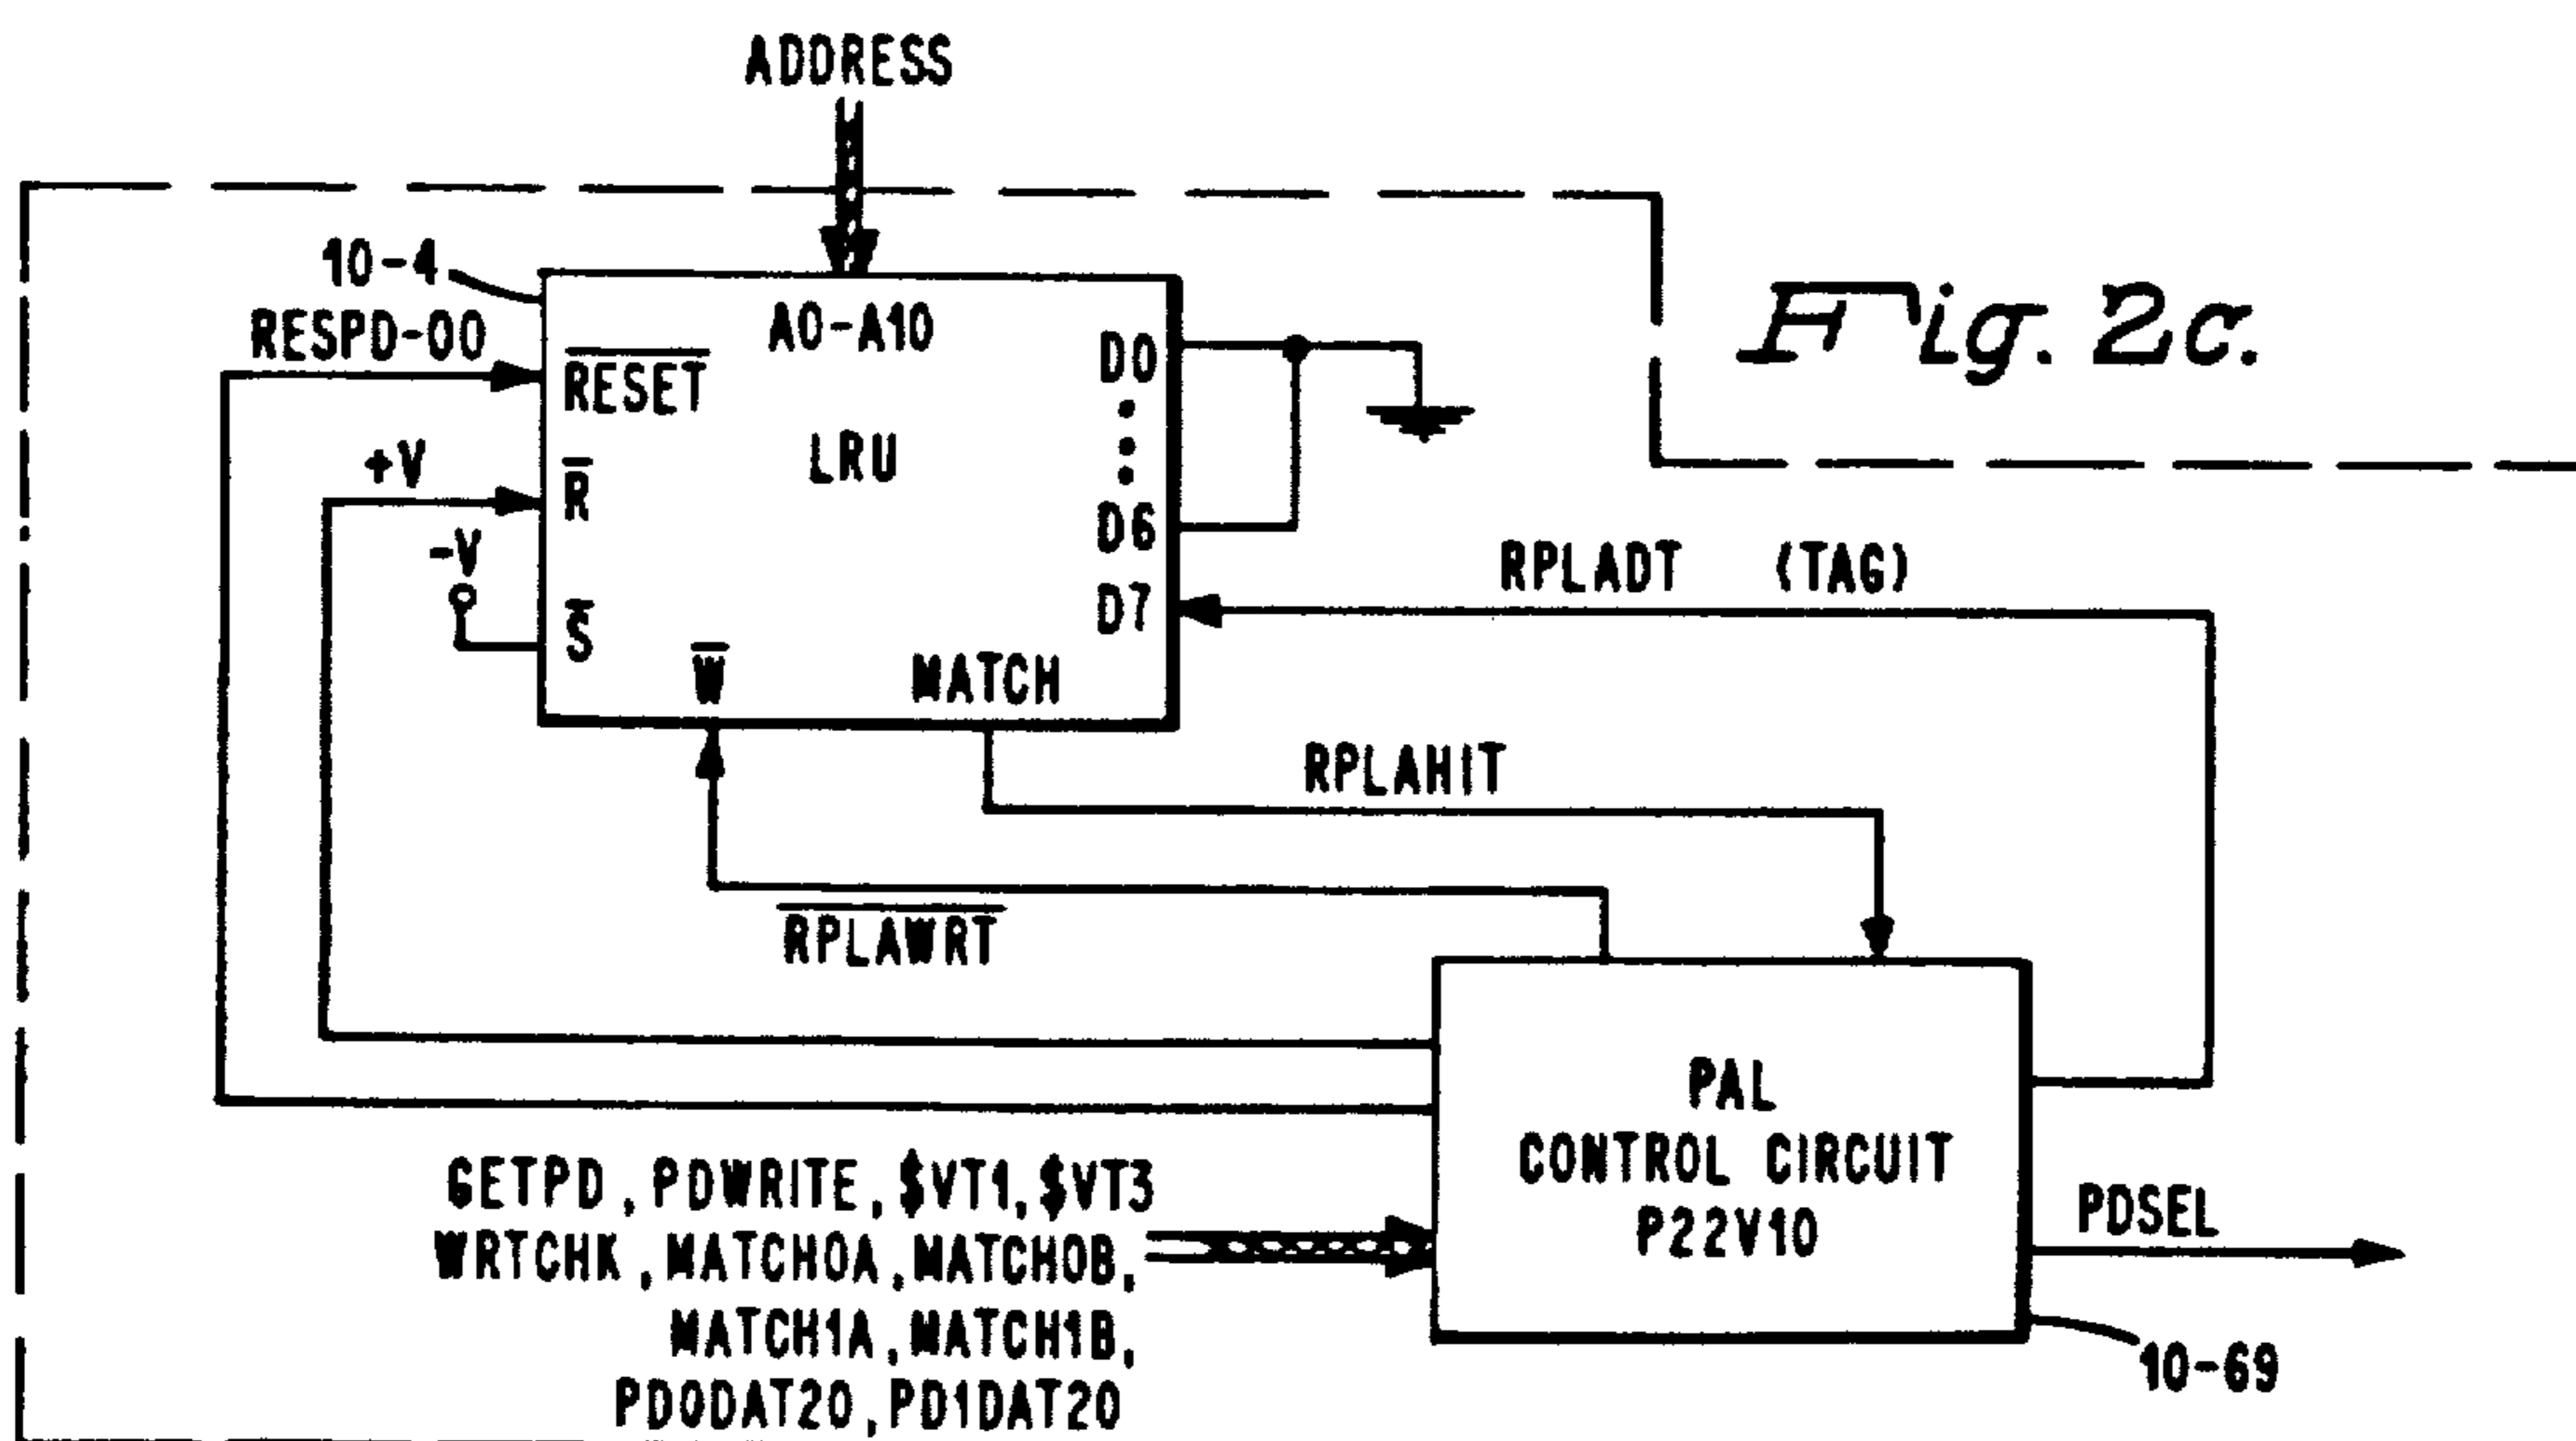 ADDRESS
Fig. 2c.
10-4
RESPD-00
A0-A10
D0
RESET
+V
R
LRU
-V
D6
S
D7
RPLADT (TAG)
W
MATCH
RPLAHIT
RPLAWRT
PAL
CONTROL CIRCUIT
P22V10
GETPD, PDWRITE, $VT1, $VT3
WRTCHK, MATCH0A, MATCH0B,
MATCH1A, MATCH1B,
PD0DAT20, PD1DAT20
PDSEL
10-69